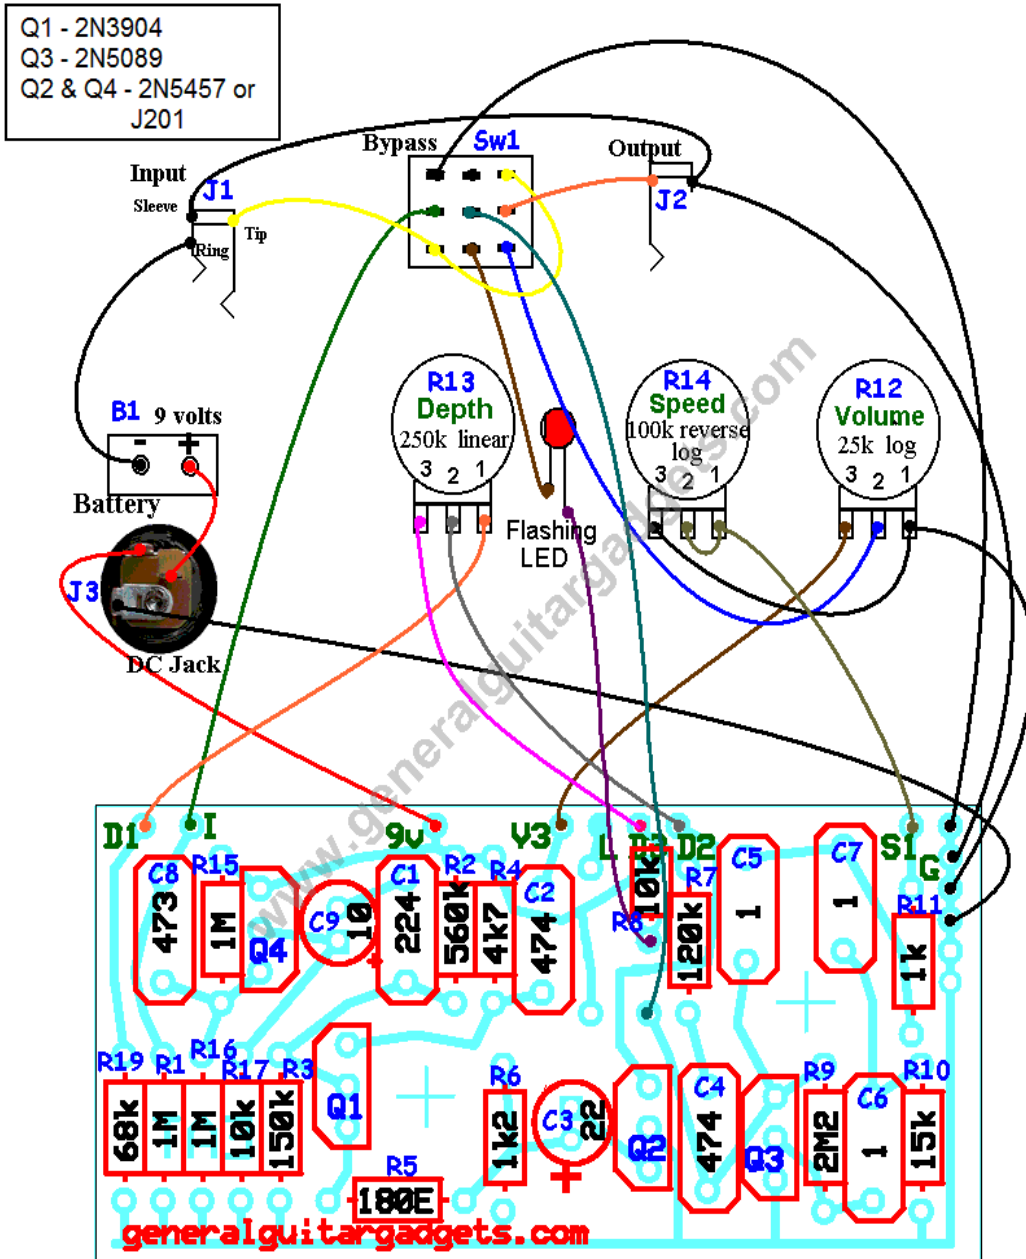 Q1 - 2N3904
Q3 - 2N5089
Q2 & Q4 - 2N5457 or
J201
Bypass
Sw1
Output
Input
J1
J2
Sleeve
Tip
Ring
R13
Depth
250k linear
3 2 1
R14
Speed
100k reverse
log
3 2 1
R12
Volume
25k log
3 2 1
B1
9 volts
- +
Battery
Flashing
LED
J3
DC Jack
www.generalguitargadgets.com
D1
I
9v
V3
L
D3
D2
S1
G
C8
473
R15
1M
Q4
C9
10
+
C1
224
R2
560k
R4
4k7
C2
474
10k
R8
R7
120k
C5
1
C7
1
R11
1k
R19
68k
R1
1M
R16
1M
R17
10k
R3
150k
Q1
R5
180E
R6
1k2
C3
22
+
Q2
C4
474
Q3
R9
2M2
C6
1
R10
15k
generalguitargadgets.com